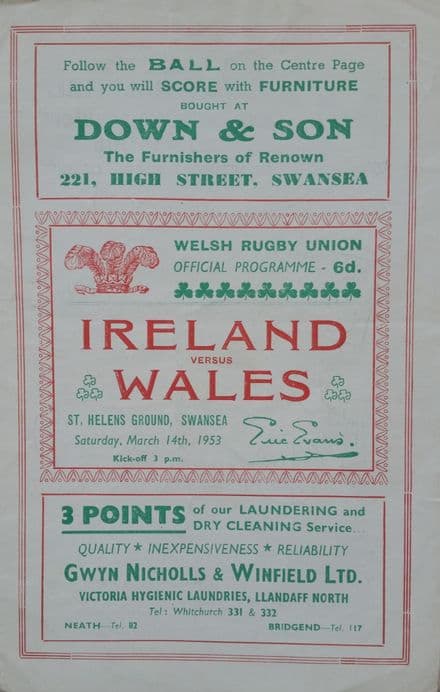 Follow the BALL on the Centre Page
and you will SCORE with FURNITURE
BOUGHT AT
DOWN & SON
The Furnishers of Renown
221, HIGH STREET. SWANSEA
WELSH RUGBY UNION
OFFICIAL PROGRAMME - 6d.
IRELAND
VERSUS
WALES
ST. HELENS GROUND, SWANSEA
Saturday, March 14th, 1953
Kick-off 3 p.m.
Eric Evans.
3 POINTS of our LAUNDERING and
DRY CLEANING Service...
QUALITY ★ INEXPENSIVENESS ★ RELIABILITY
GWYN NICHOLLS & WINFIELD LTD.
VICTORIA HYGIENIC LAUNDRIES, LLANDAFF NORTH
Tel: Whitchurch 331 & 332
NEATH—Tel. 82 BRIDGEND—Tel. 117